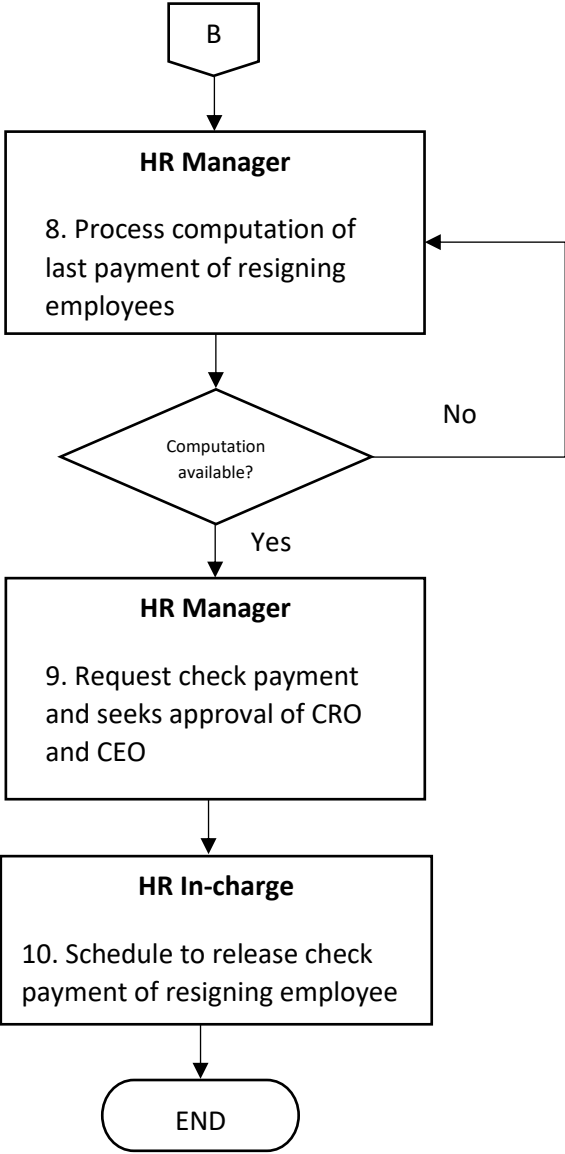 B
HR Manager
8. Process computation of
last payment of resigning
employees
Computation
available?
No
Yes
HR Manager
9. Request check payment
and seeks approval of CRO
and CEO
HR In-charge
10. Schedule to release check
payment of resigning employee
END